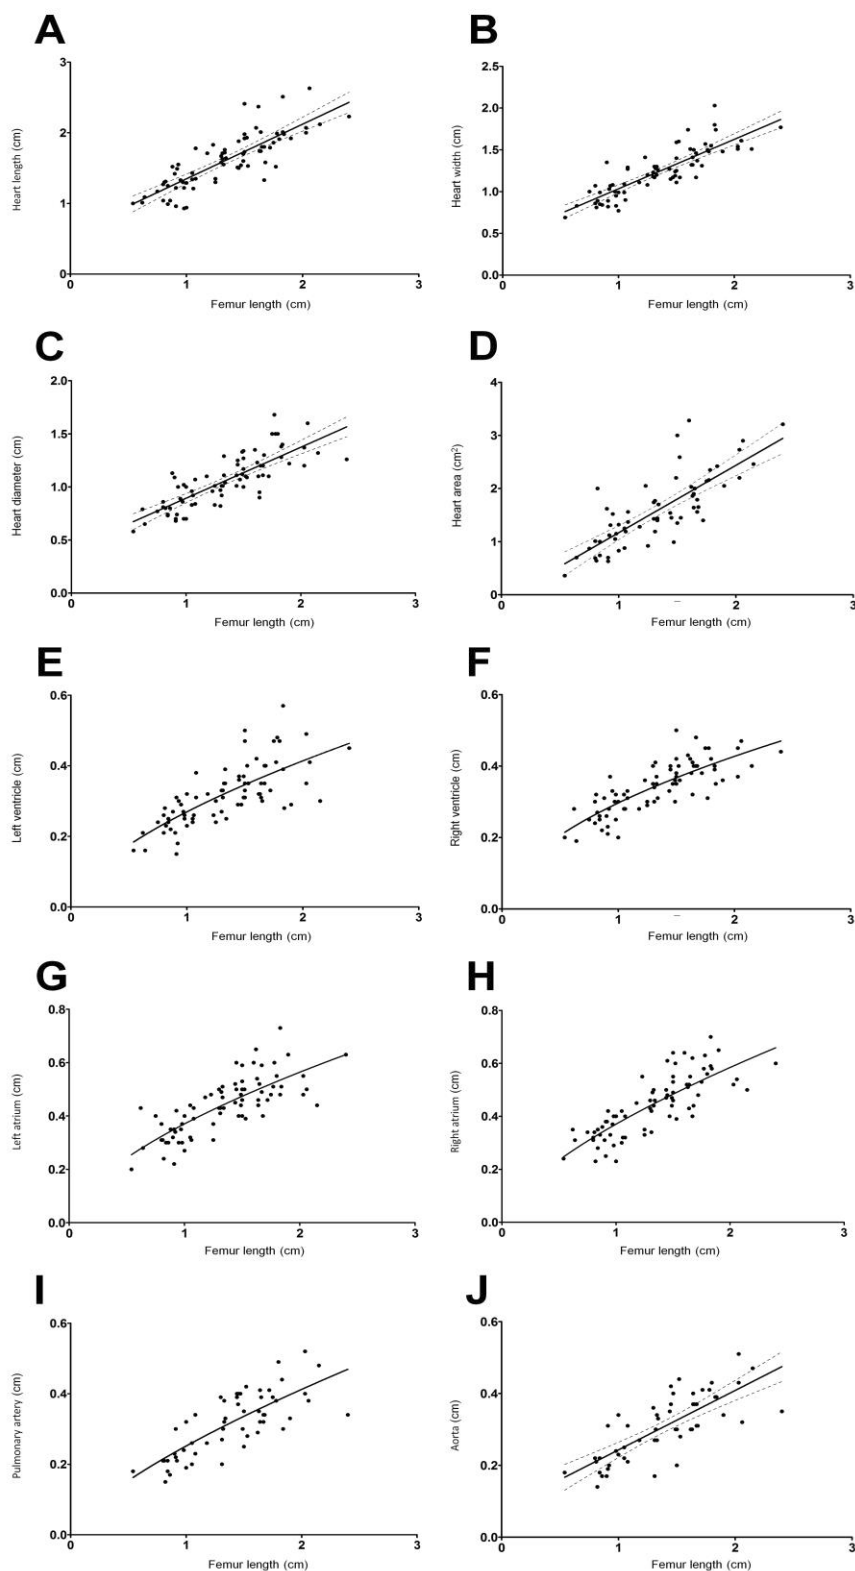 A
Heart length (cm)
3
2
1
0
0
1
2
3
Femur length (cm)
B
Heart width (cm)
2.5
2.0
1.5
1.0
0.5
0.0
0
1
2
3
Femur length (cm)
C
Heart diameter (cm)
2.0
1.5
1.0
0.5
0.0
0
1
2
3
Femur length (cm)
D
Heart area (cm²)
4
3
2
1
0
0
1
2
3
Femur length (cm)
E
Left ventricle (cm)
0.6
0.4
0.2
0.0
0
1
2
3
Femur length (cm)
F
Right ventricle (cm)
0.6
0.4
0.2
0.0
0
1
2
3
Femur length (cm)
G
Left atrium (cm)
0.8
0.6
0.4
0.2
0.0
0
1
2
3
Femur length (cm)
H
Right atrium (cm)
0.8
0.6
0.4
0.2
0.0
0
1
2
3
Femur length (cm)
I
Pulmonary artery (cm)
0.6
0.4
0.2
0.0
0
1
2
3
Femur length (cm)
J
Aorta (cm)
0.6
0.4
0.2
0.0
0
1
2
3
Femur length (cm)